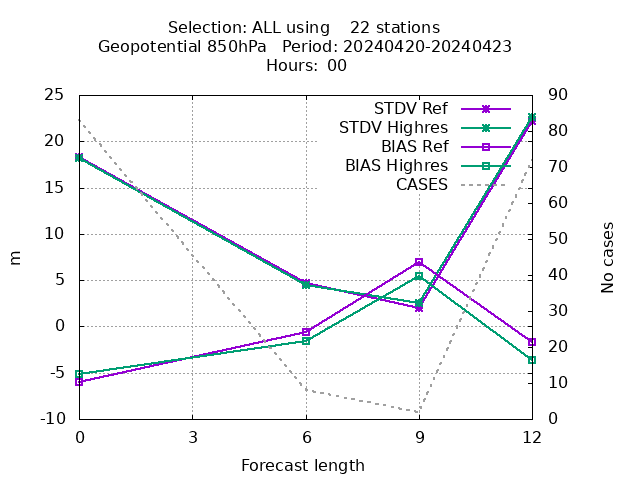 Selection: ALL using    22 stations
Geopotential 850hPa   Period: 20240420-20240423
Hours: 00
STDV Ref
STDV Highres
BIAS Ref
BIAS Highres
CASES
25
20
15
10
5
0
-5
-10
m
90
80
70
60
50
40
30
20
10
0
No cases
0 3 6 9 12
Forecast length